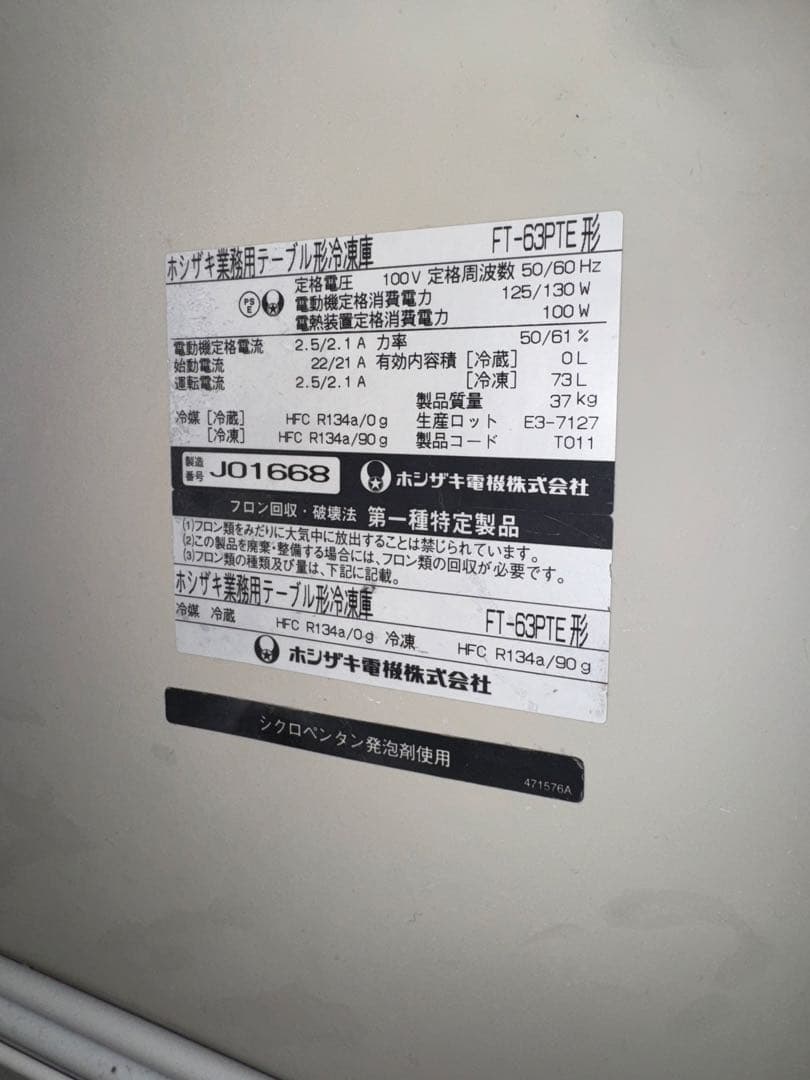 ホシザキ業務用テーブル形冷凍庫 FT-63PTE形
定格電圧 100V 定格周波数 50/60 Hz
PSE 電動機定格消費電力 125/130 W
電熱装置定格消費電力 100 W
電動機定格電流 2.5/2.1 A 力率 50/61 %
始動電流 22/21 A 有効内容積 [冷蔵] 0 L
運転電流 2.5/2.1 A [冷凍] 73 L
製品質量 37 kg
冷媒 [冷蔵] HFC R134a/0 g 生産ロット E3-7127
[冷凍] HFC R134a/90 g 製品コード T011
製造番号 J01668 ホシザキ電機株式会社
フロン回収・破壊法 第一種特定製品
(1)フロン類をみだりに大気中に放出することは禁じられています。
(2)この製品を廃棄・整備する場合には、フロン類の回収が必要です。
(3)フロン類の種類及び量は、下記に記載。
ホシザキ業務用テーブル形冷凍庫 FT-63PTE形
冷媒 冷蔵 HFC R134a/0 g 冷凍 HFC R134a/90 g
ホシザキ電機株式会社
シクロペンタン発泡剤使用
471576A